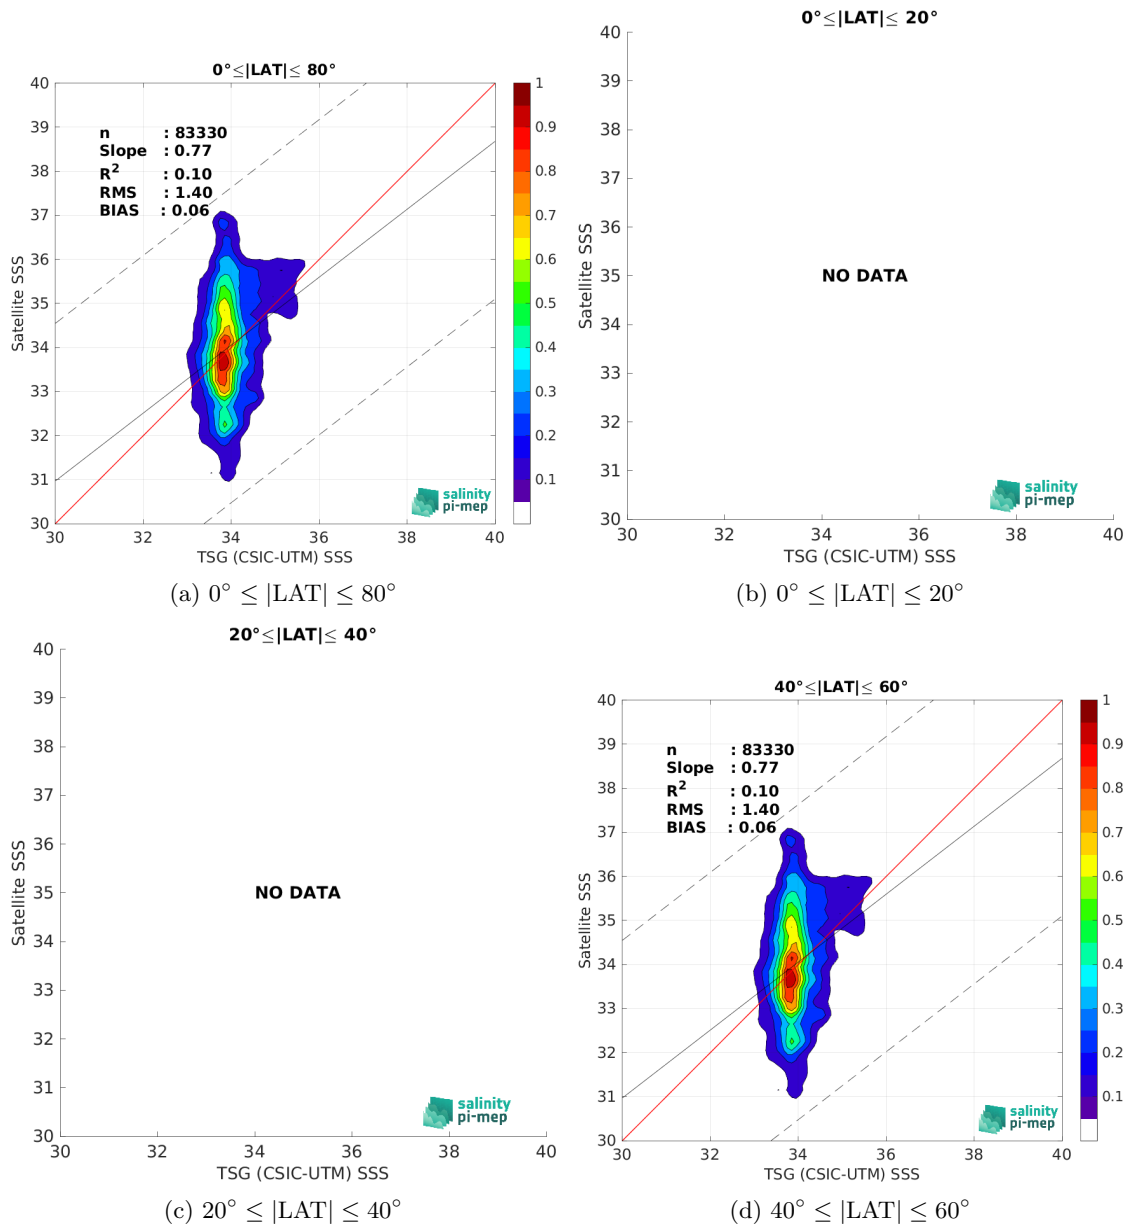 0°≤|LAT|≤ 80°
40
39
38
37
36
35
34
33
32
31
30
Satellite SSS
n : 83330
Slope : 0.77
R² : 0.10
RMS : 1.40
BIAS : 0.06
salinity
pi-mep
30 32 34 36 38 40
TSG (CSIC-UTM) SSS
1
0.9
0.8
0.7
0.6
0.5
0.4
0.3
0.2
0.1
(a) 0° ≤ |LAT| ≤ 80°
0°≤|LAT|≤ 20°
40
39
38
37
36
35
34
33
32
31
30
Satellite SSS
NO DATA
salinity
pi-mep
30 32 34 36 38 40
TSG (CSIC-UTM) SSS
(b) 0° ≤ |LAT| ≤ 20°
20°≤|LAT|≤ 40°
40
39
38
37
36
35
34
33
32
31
30
Satellite SSS
NO DATA
salinity
pi-mep
30 32 34 36 38 40
TSG (CSIC-UTM) SSS
(c) 20° ≤ |LAT| ≤ 40°
40°≤|LAT|≤ 60°
40
39
38
37
36
35
34
33
32
31
30
Satellite SSS
n : 83330
Slope : 0.77
R² : 0.10
RMS : 1.40
BIAS : 0.06
salinity
pi-mep
30 32 34 36 38 40
TSG (CSIC-UTM) SSS
1
0.9
0.8
0.7
0.6
0.5
0.4
0.3
0.2
0.1
(d) 40° ≤ |LAT| ≤ 60°